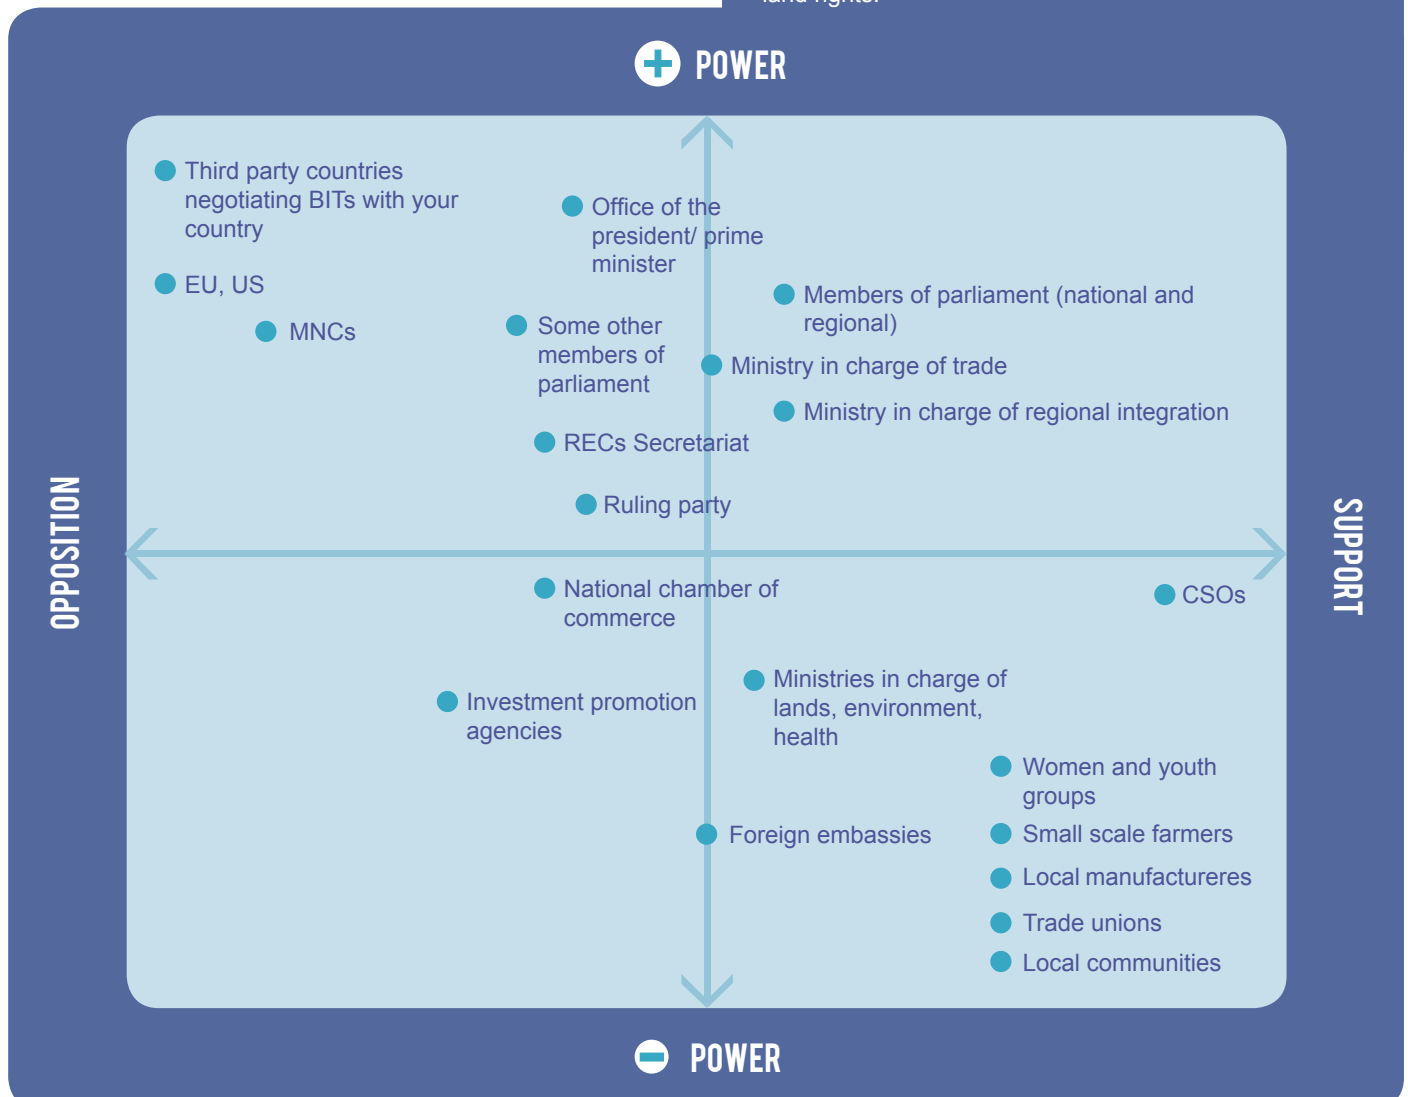 land rights.
POWER
Third party countries
negotiating BITs with your
country
Office of the
president/ prime
minister
EU, US
Members of parliament (national and
regional)
MNCs
Some other
members of
parliament
Ministry in charge of trade
Ministry in charge of regional integration
RECs Secretariat
Ruling party
OPPOSITION
SUPPORT
National chamber of
commerce
CSOs
Ministries in charge of
lands, environment,
health
Investment promotion
agencies
Women and youth
groups
Foreign embassies
Small scale farmers
Local manufactureres
Trade unions
Local communities
POWER